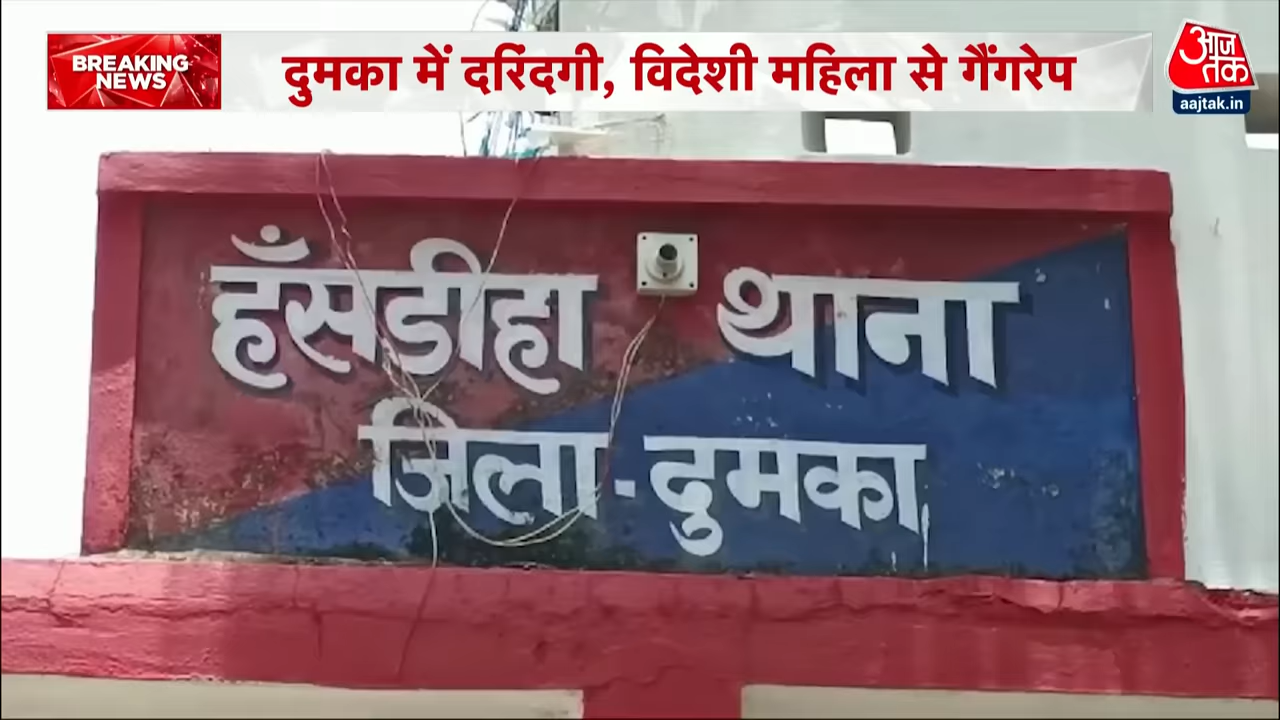 BREAKING
NEWS
दुमका में दरिंदगी, विदेशी महिला से गैंगरेप
आज
तक
aajtak.in
हँसडीहा थाना
जिला-दुमका